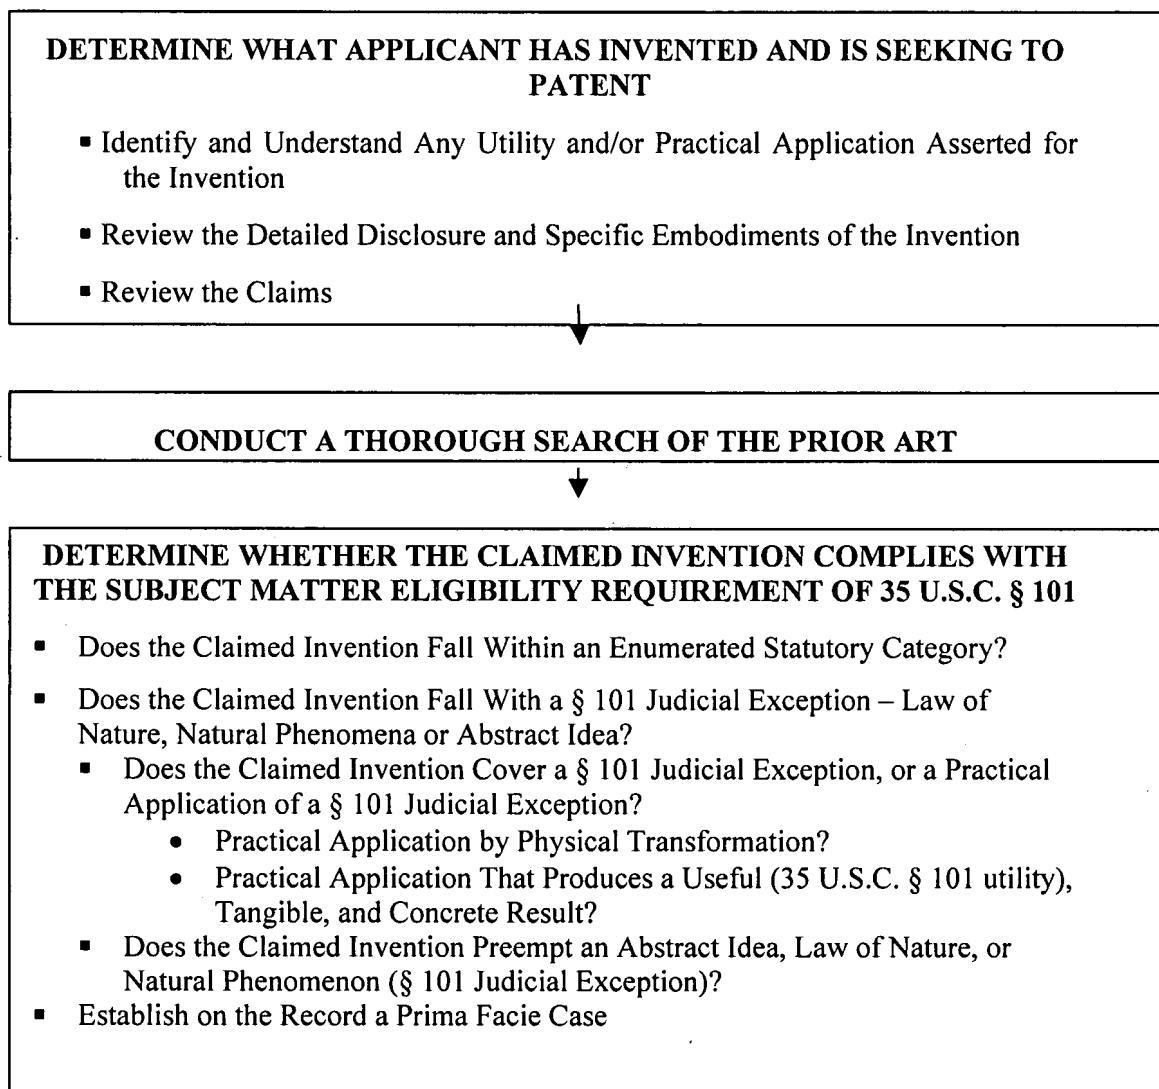 DETERMINE WHAT APPLICANT HAS INVENTED AND IS SEEKING TO
PATENT
▪ Identify and Understand Any Utility and/or Practical Application Asserted for
the Invention
▪ Review the Detailed Disclosure and Specific Embodiments of the Invention
▪ Review the Claims
CONDUCT A THOROUGH SEARCH OF THE PRIOR ART
DETERMINE WHETHER THE CLAIMED INVENTION COMPLIES WITH
THE SUBJECT MATTER ELIGIBILITY REQUIREMENT OF 35 U.S.C. § 101
▪ Does the Claimed Invention Fall Within an Enumerated Statutory Category?
▪ Does the Claimed Invention Fall With a § 101 Judicial Exception – Law of
Nature, Natural Phenomena or Abstract Idea?
▪ Does the Claimed Invention Cover a § 101 Judicial Exception, or a Practical
Application of a § 101 Judicial Exception?
• Practical Application by Physical Transformation?
• Practical Application That Produces a Useful (35 U.S.C. § 101 utility),
Tangible, and Concrete Result?
▪ Does the Claimed Invention Preempt an Abstract Idea, Law of Nature, or
Natural Phenomenon (§ 101 Judicial Exception)?
▪ Establish on the Record a Prima Facie Case